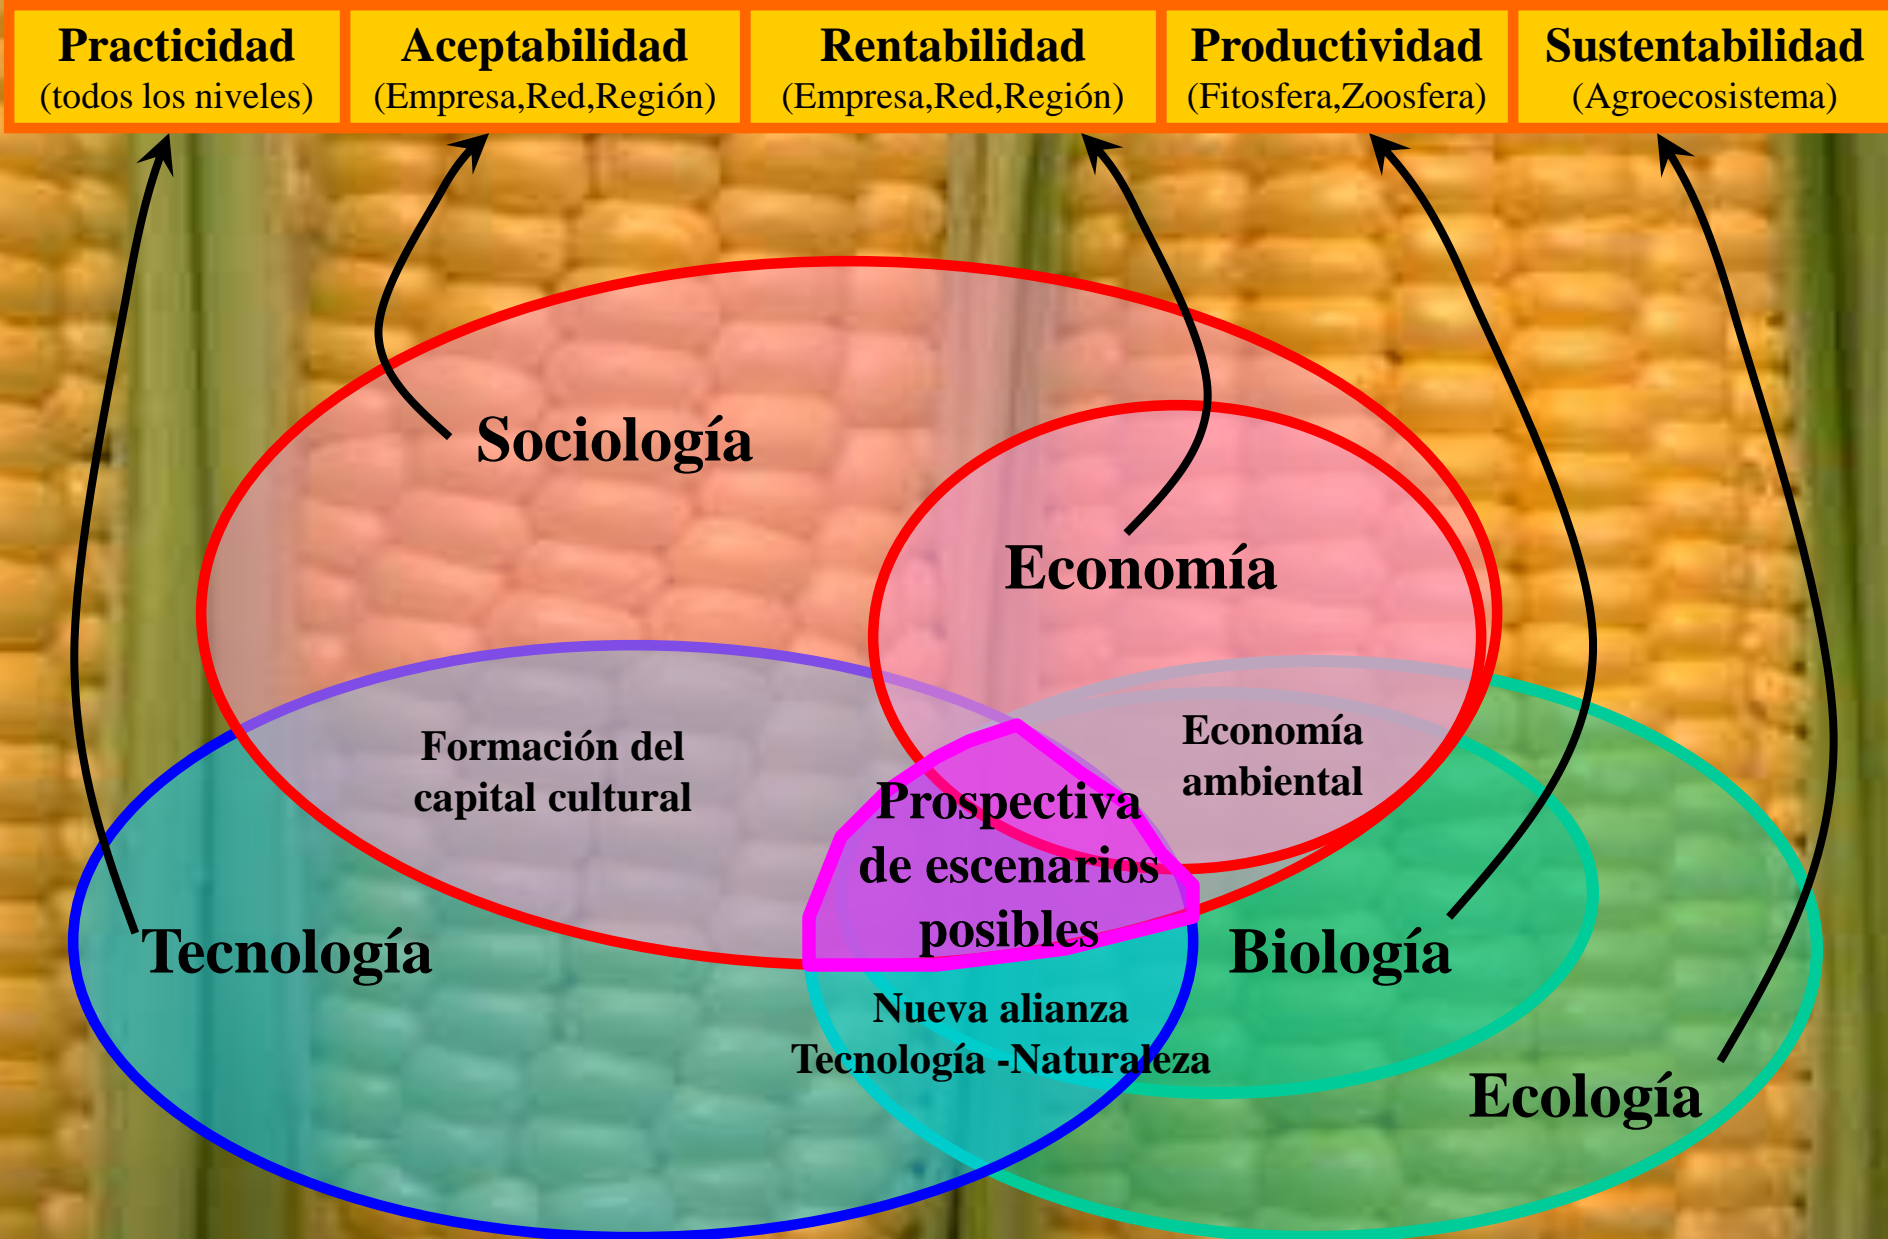 Practicidad
(todos los niveles)
Aceptabilidad
(Empresa,Red,Región)
Rentabilidad
(Empresa,Red,Región)
Productividad
(Fitosfera,Zoosfera)
Sustentabilidad
(Agroecosistema)
Sociología
Economía
Formación del
capital cultural
Economía
ambiental
Prospectiva
de escenarios
posibles
Tecnología
Biología
Nueva alianza
Tecnología -Naturaleza
Ecología